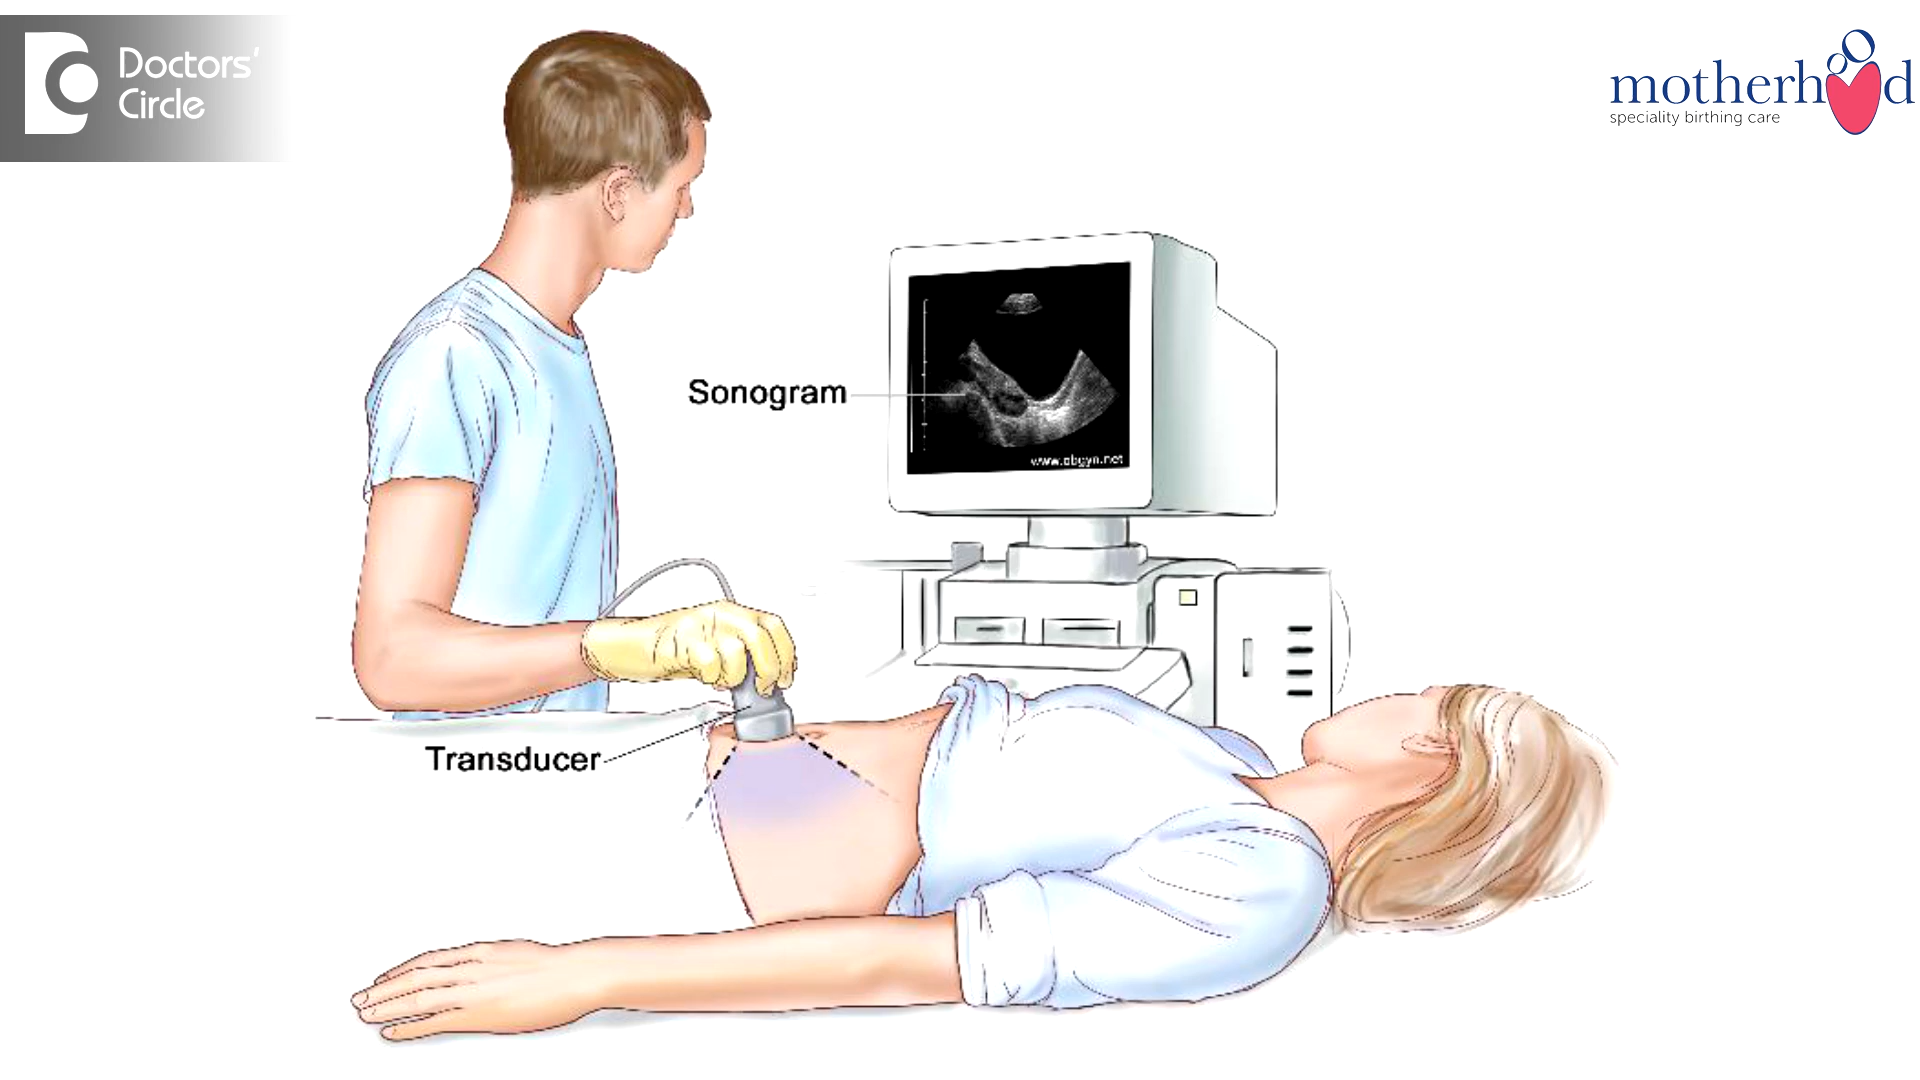 Doctors'
Circle
motherhood
speciality birthing care
Sonogram
www.obgyn.net
Transducer